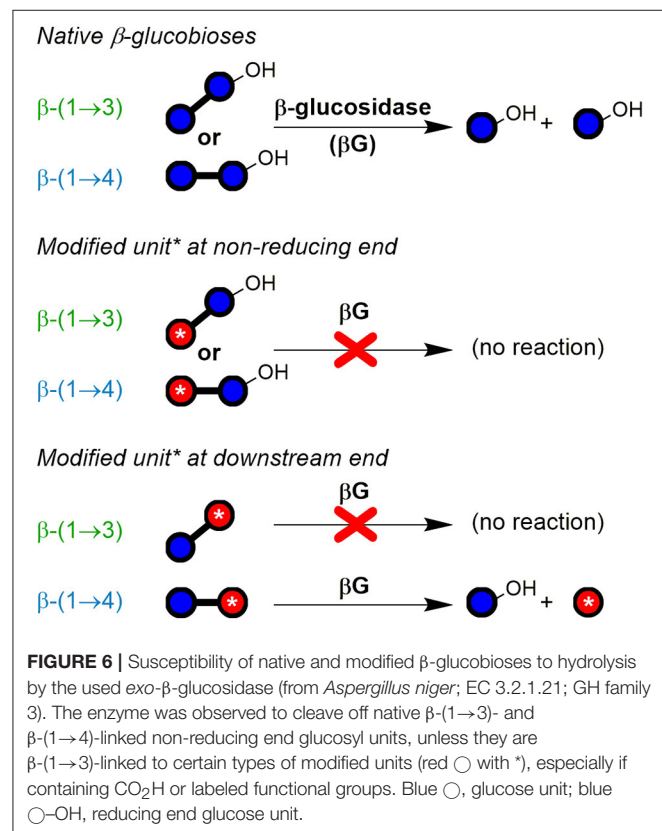 Native β-glucobioses
OH
β-(1→3)
or
β-(1→4)
OH
β-glucosidase
(βG)
OH
+
OH
Modified unit* at non-reducing end
OH
β-(1→3)
*
or
β-(1→4)
*
OH
βG
(no reaction)
Modified unit* at downstream end
β-(1→3)
*
βG
(no reaction)
β-(1→4)
*
βG
OH
+
*
FIGURE 6 | Susceptibility of native and modified β-glucobioses to hydrolysis
by the used exo-β-glucosidase (from Aspergillus niger; EC 3.2.1.21; GH family
3). The enzyme was observed to cleave off native β-(1→3)- and
β-(1→4)-linked non-reducing end glucosyl units, unless they are
β-(1→3)-linked to certain types of modified units (red ◯ with *), especially if
containing CO₂H or labeled functional groups. Blue ◯, glucose unit; blue
◯–OH, reducing end glucose unit.